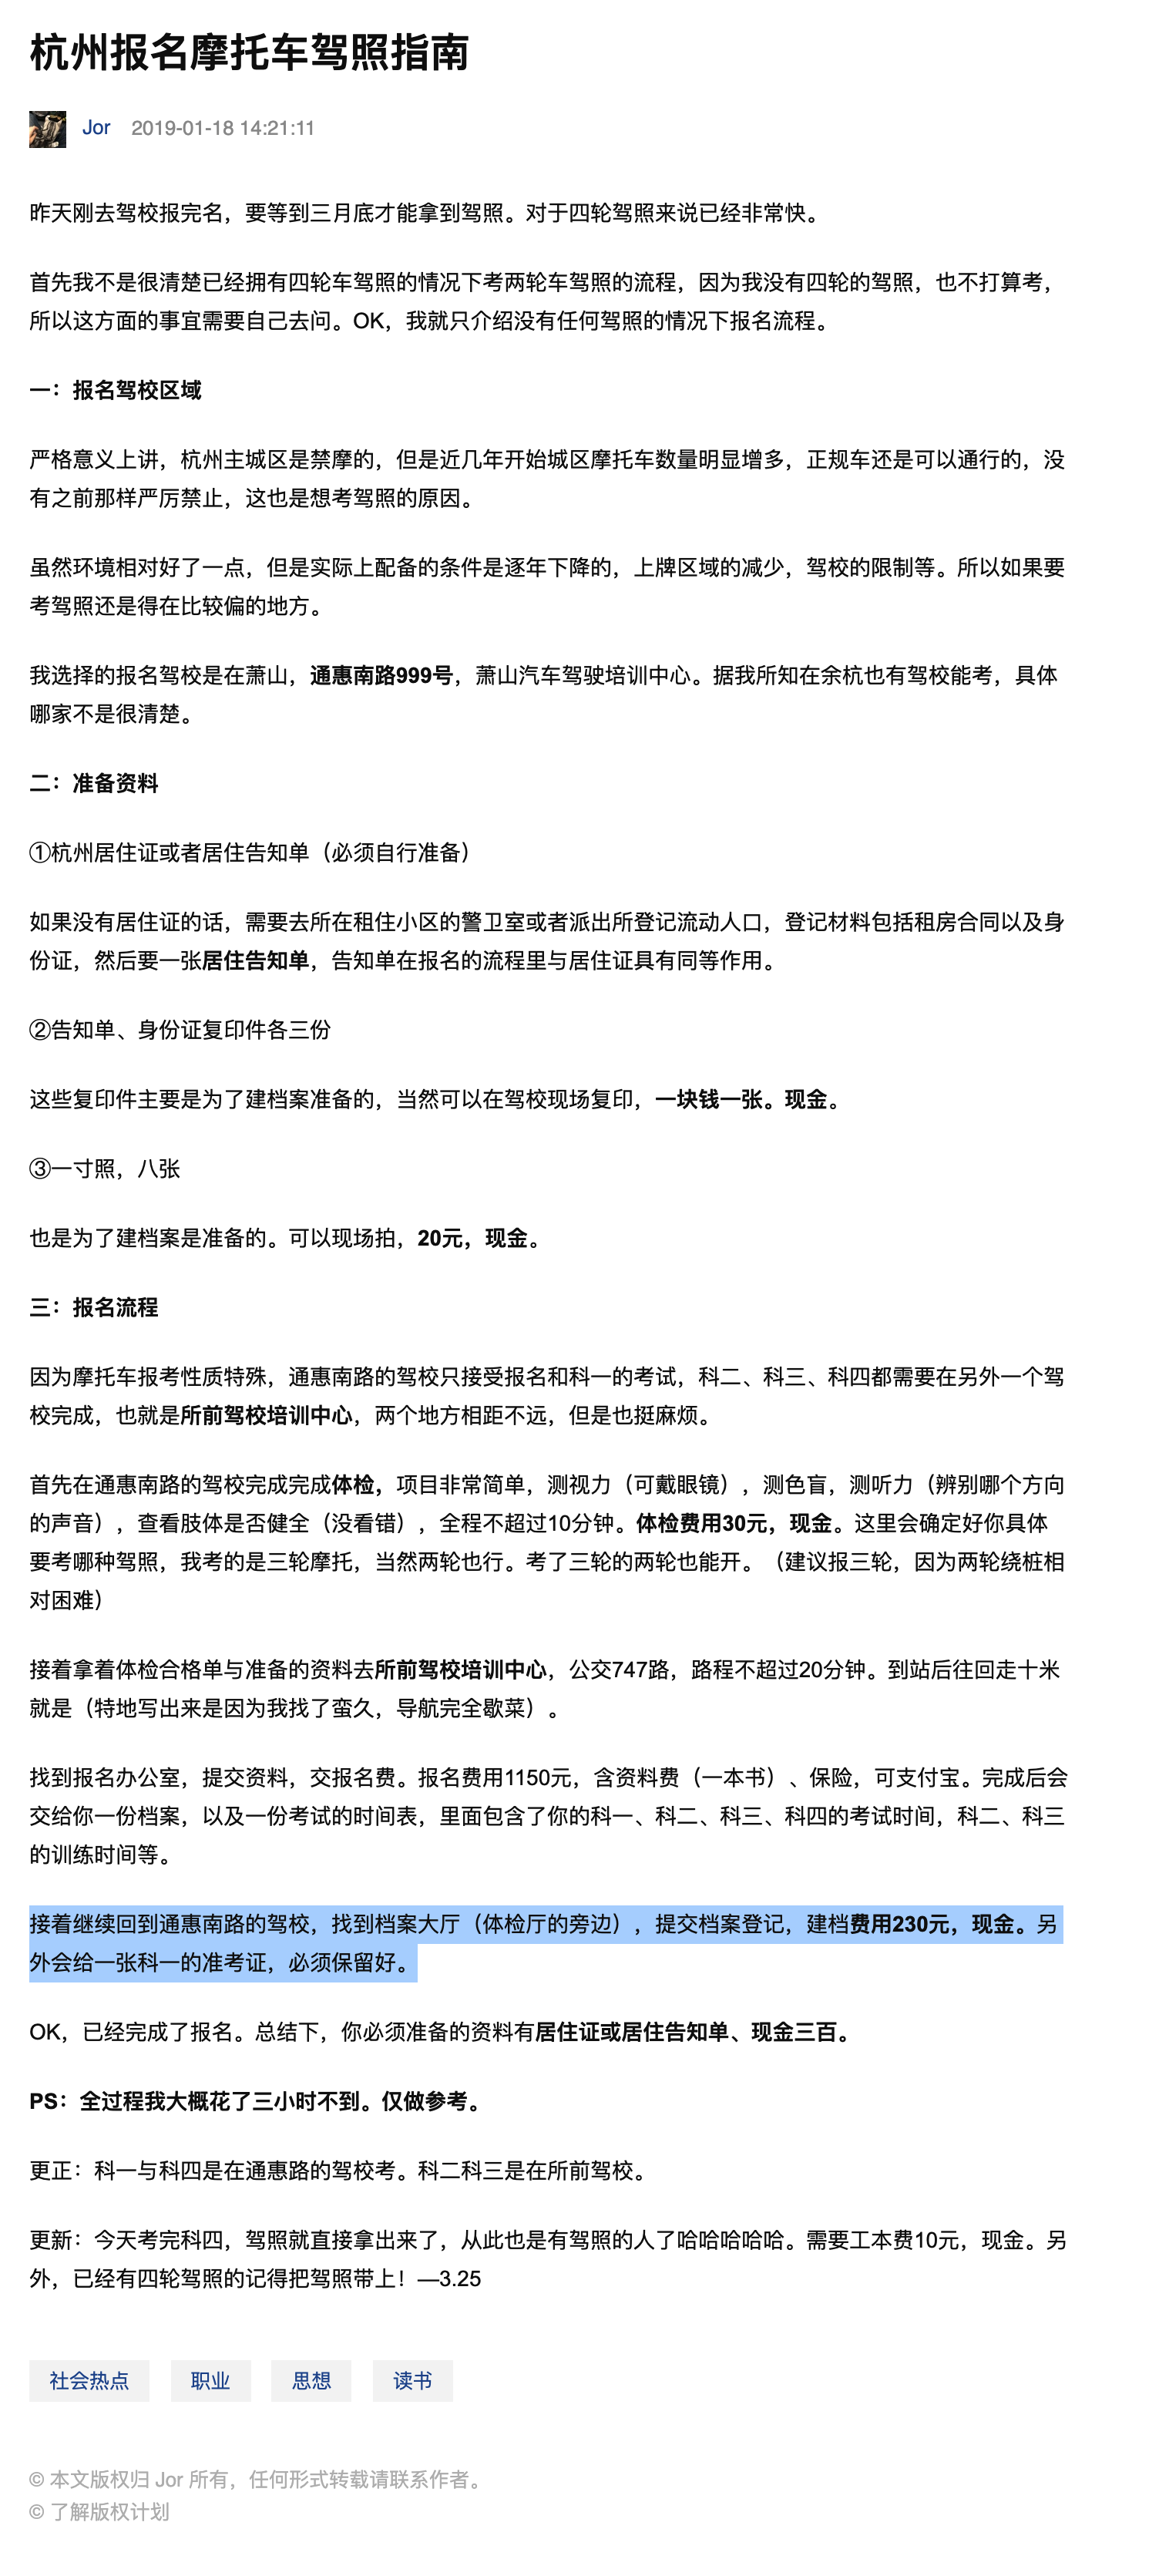 杭州报名摩托车驾照指南
Jor 2019-01-18 14:21:11
昨天刚去驾校报完名，要等到三月底才能拿到驾照。对于四轮驾照来说已经非常快。
首先我不是很清楚已经拥有四轮车驾照的情况下考两轮车驾照的流程，因为我没有四轮的驾照，也不打算考，
所以这方面的事宜需要自己去问。OK，我就只介绍没有任何驾照的情况下报名流程。
一：报名驾校区域
严格意义上讲，杭州主城区是禁摩的，但是近几年开始城区摩托车数量明显增多，正规车还是可以通行的，没
有之前那样严厉禁止，这也是想考驾照的原因。
虽然环境相对好了一点，但是实际上配备的条件是逐年下降的，上牌区域的减少，驾校的限制等。所以如果要
考驾照还是得在比较偏的地方。
我选择的报名驾校是在萧山，通惠南路999号，萧山汽车驾驶培训中心。据我所知在余杭也有驾校能考，具体
哪家不是很清楚。
二：准备资料
①杭州居住证或者居住告知单（必须自行准备）
如果没有居住证的话，需要去所在租住小区的警卫室或者派出所登记流动人口，登记材料包括租房合同以及身
份证，然后要一张居住告知单，告知单在报名的流程里与居住证具有同等作用。
②告知单、身份证复印件各三份
这些复印件主要是为了建档案准备的，当然可以在驾校现场复印，一块钱一张。现金。
③一寸照，八张
也是为了建档案是准备的。可以现场拍，20元，现金。
三：报名流程
因为摩托车报考性质特殊，通惠南路的驾校只接受报名和科一的考试，科二、科三、科四都需要在另外一个驾
校完成，也就是所前驾校培训中心，两个地方相距不远，但是也挺麻烦。
首先在通惠南路的驾校完成完成体检，项目非常简单，测视力（可戴眼镜），测色盲，测听力（辨别哪个方向
的声音），查看肢体是否健全（没看错），全程不超过10分钟。体检费用30元，现金。这里会确定好你具体
要考哪种驾照，我考的是三轮摩托，当然两轮也行。考了三轮的两轮也能开。（建议报三轮，因为两轮绕桩相
对困难）
接着拿着体检合格单与准备的资料去所前驾校培训中心，公交747路，路程不超过20分钟。到站后往回走十米
就是（特地写出来是因为我找了蛮久，导航完全歇菜）。
找到报名办公室，提交资料，交报名费。报名费用1150元，含资料费（一本书）、保险，可支付宝。完成后会
交给你一份档案，以及一份考试的时间表，里面包含了你的科一、科二、科三、科四的考试时间，科二、科三
的训练时间等。
接着继续回到通惠南路的驾校，找到档案大厅（体检厅的旁边），提交档案登记，建档费用230元，现金。另
外会给一张科一的准考证，必须保留好。
OK，已经完成了报名。总结下，你必须准备的资料有居住证或居住告知单、现金三百。
PS：全过程我大概花了三小时不到。仅做参考。
更正：科一与科四是在通惠路的驾校考。科二科三是在所前驾校。
更新：今天考完科四，驾照就直接拿出来了，从此也是有驾照的人了哈哈哈哈哈。需要工本费10元，现金。另
外，已经有四轮驾照的记得把驾照带上！—3.25
社会热点 职业 思想 读书
© 本文版权归 Jor 所有，任何形式转载请联系作者。
© 了解版权计划